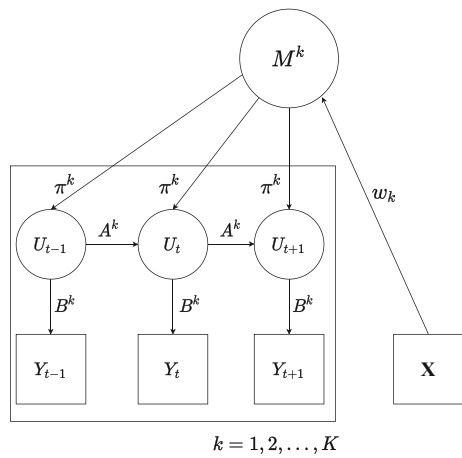 M^k
π^k π^k π^k w_k
U_{t−1} A^k U_t A^k U_{t+1}
B^k B^k B^k
Y_{t−1} Y_t Y_{t+1} X
k = 1, 2, . . . , K